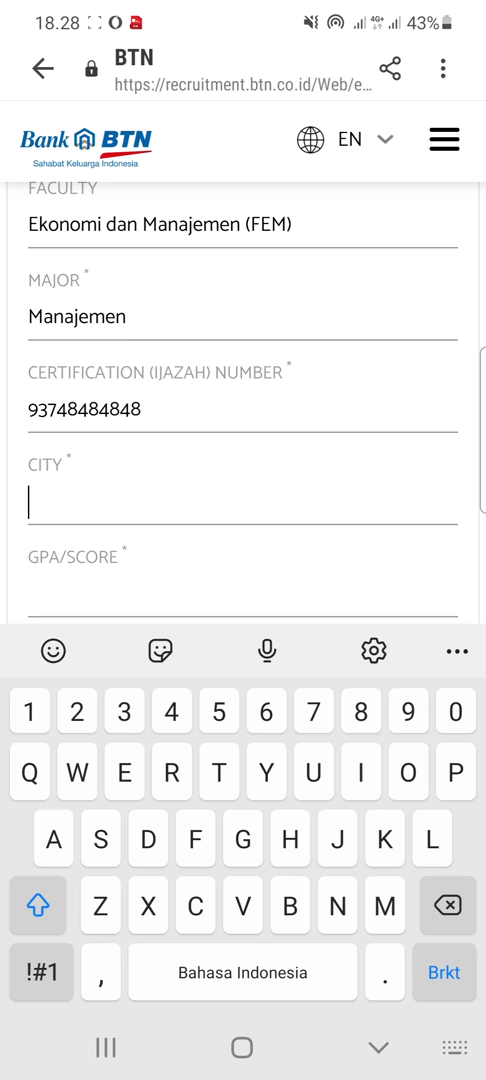 18.28 4G+ 43%
BTN
https://recruitment.btn.co.id/Web/e...
Bank BTN EN
Sahabat Keluarga Indonesia
FACULTY
Ekonomi dan Manajemen (FEM)
MAJOR *
Manajemen
CERTIFICATION (IJAZAH) NUMBER *
93748484848
CITY *
GPA/SCORE *
1 2 3 4 5 6 7 8 9 0
Q W E R T Y U I O P
A S D F G H J K L
Z X C V B N M
!#1 , Bahasa Indonesia . Brkt